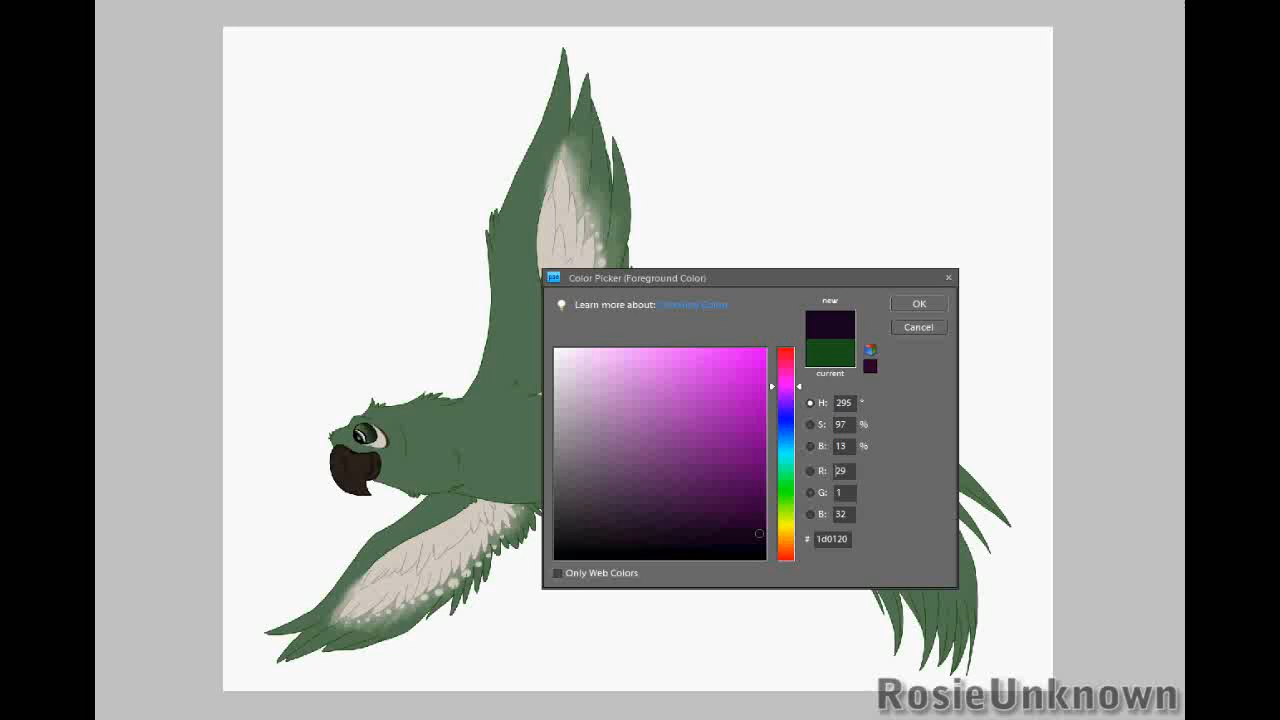 Color Picker (Foreground Color)
Learn more about:
new
OK
Cancel
current
H: 295 °
S: 97 %
B: 13 %
R: 29
G: 1
B: 32
# 1d0120
Only Web Colors
RosieUnknown